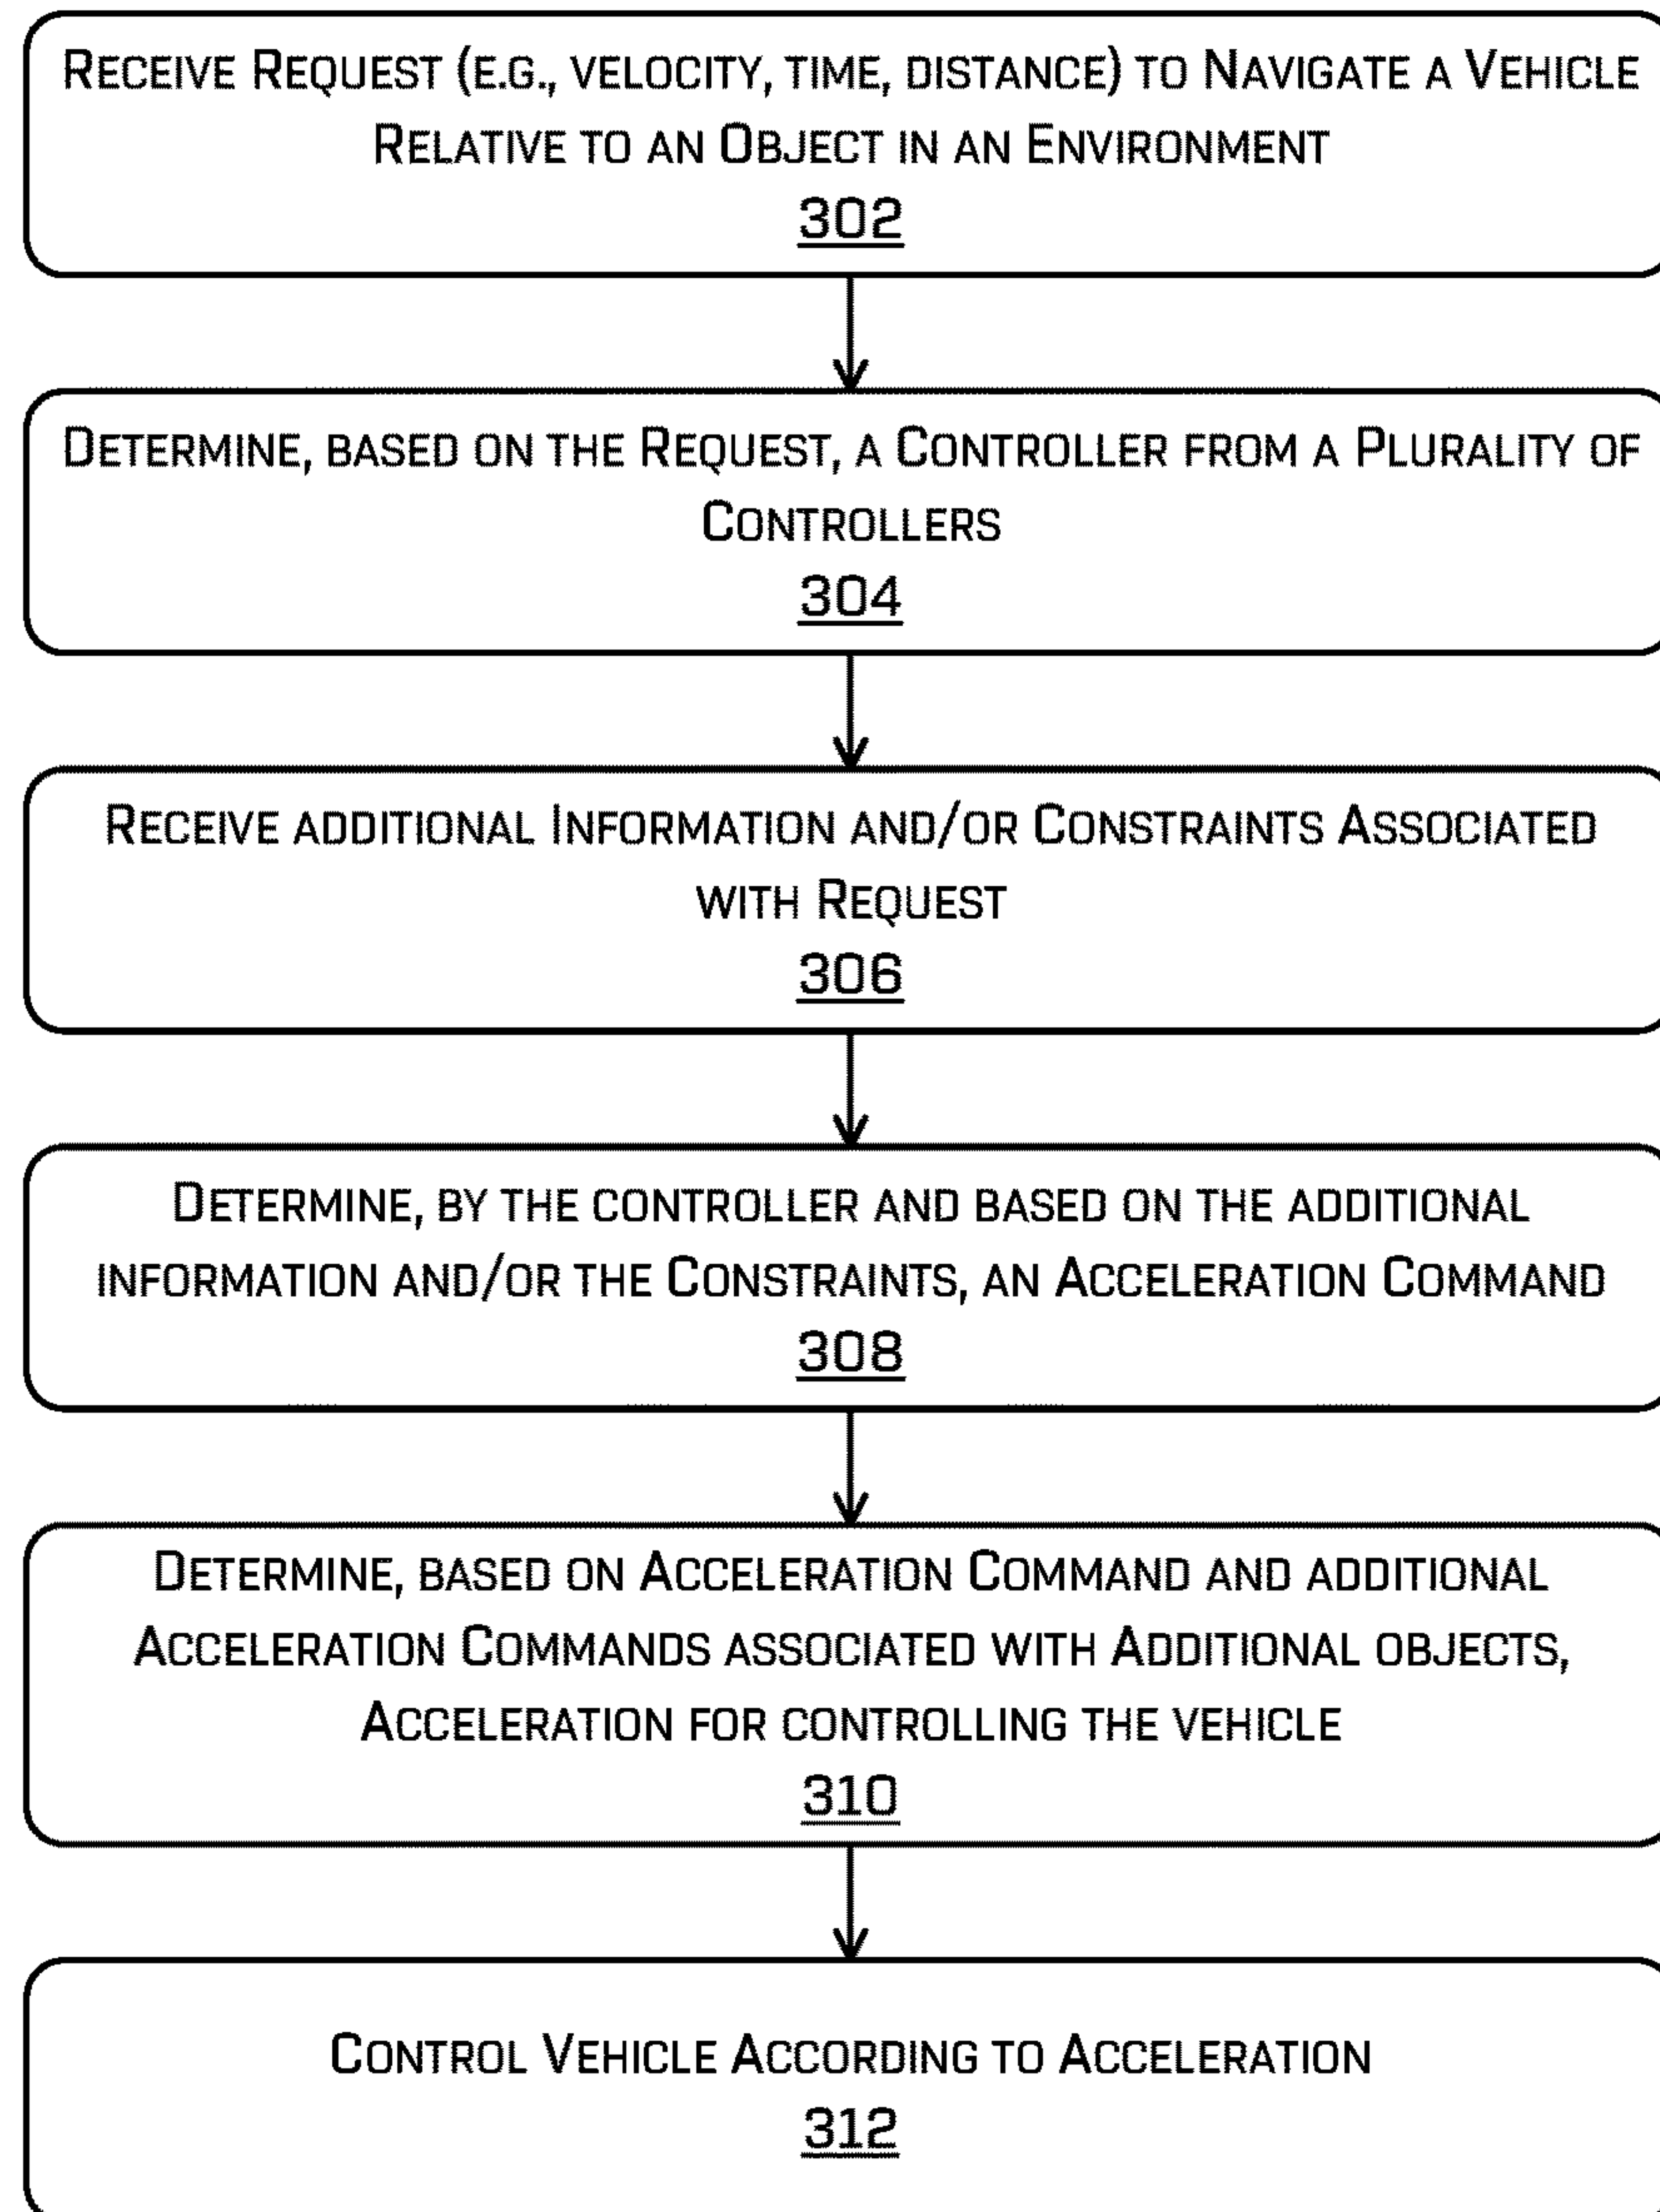 Receive Request (e.g., velocity, time, distance) to Navigate a Vehicle
Relative to an Object in an Environment
302
Determine, based on the Request, a Controller from a Plurality of
Controllers
304
Receive additional Information and/or Constraints Associated
with Request
306
Determine, by the controller and based on the additional
information and/or the Constraints, an Acceleration Command
308
Determine, based on Acceleration Command and additional
Acceleration Commands associated with Additional objects,
Acceleration for controlling the vehicle
310
Control Vehicle According to Acceleration
312